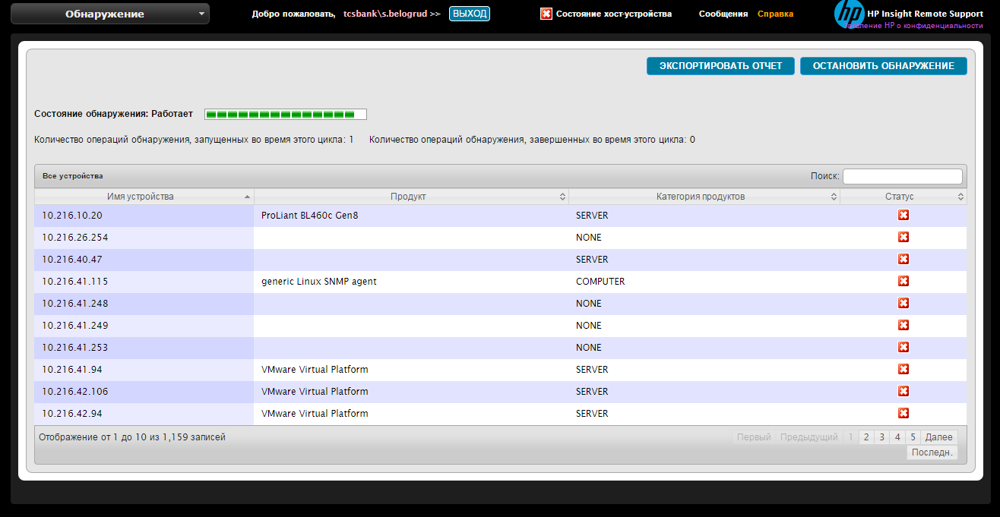 Обнаружение
Добро пожаловать, tcsbank\s.belogrud >> ВЫХОД
Состояние хост-устройства
Сообщения Справка
hp HP Insight Remote Support
Заявление HP о конфиденциальности
ЭКСПОРТИРОВАТЬ ОТЧЕТ ОСТАНОВИТЬ ОБНАРУЖЕНИЕ
Состояние обнаружения: Работает
Количество операций обнаружения, запущенных во время этого цикла: 1 Количество операций обнаружения, завершенных во время этого цикла: 0
Все устройства Поиск:
Имя устройства Продукт Категория продуктов Статус
10.216.10.20 ProLiant BL460c Gen8 SERVER
10.216.26.254 NONE
10.216.40.47 SERVER
10.216.41.115 generic Linux SNMP agent COMPUTER
10.216.41.248 NONE
10.216.41.249 NONE
10.216.41.253 NONE
10.216.41.94 VMware Virtual Platform SERVER
10.216.42.106 VMware Virtual Platform SERVER
10.216.42.94 VMware Virtual Platform SERVER
Отображение от 1 до 10 из 1,159 записей Первый Предыдущий 1 2 3 4 5 Далее
Последн.